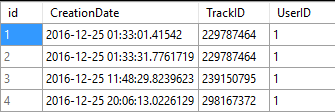 id CreationDate TrackID UserID
1 2016-12-25 01:33:01.41542 229787464 1
2 2016-12-25 01:33:31.7761719 229787464 1
3 2016-12-25 11:48:29.8239623 239150795 1
4 2016-12-25 20:06:13.0226129 298167372 1